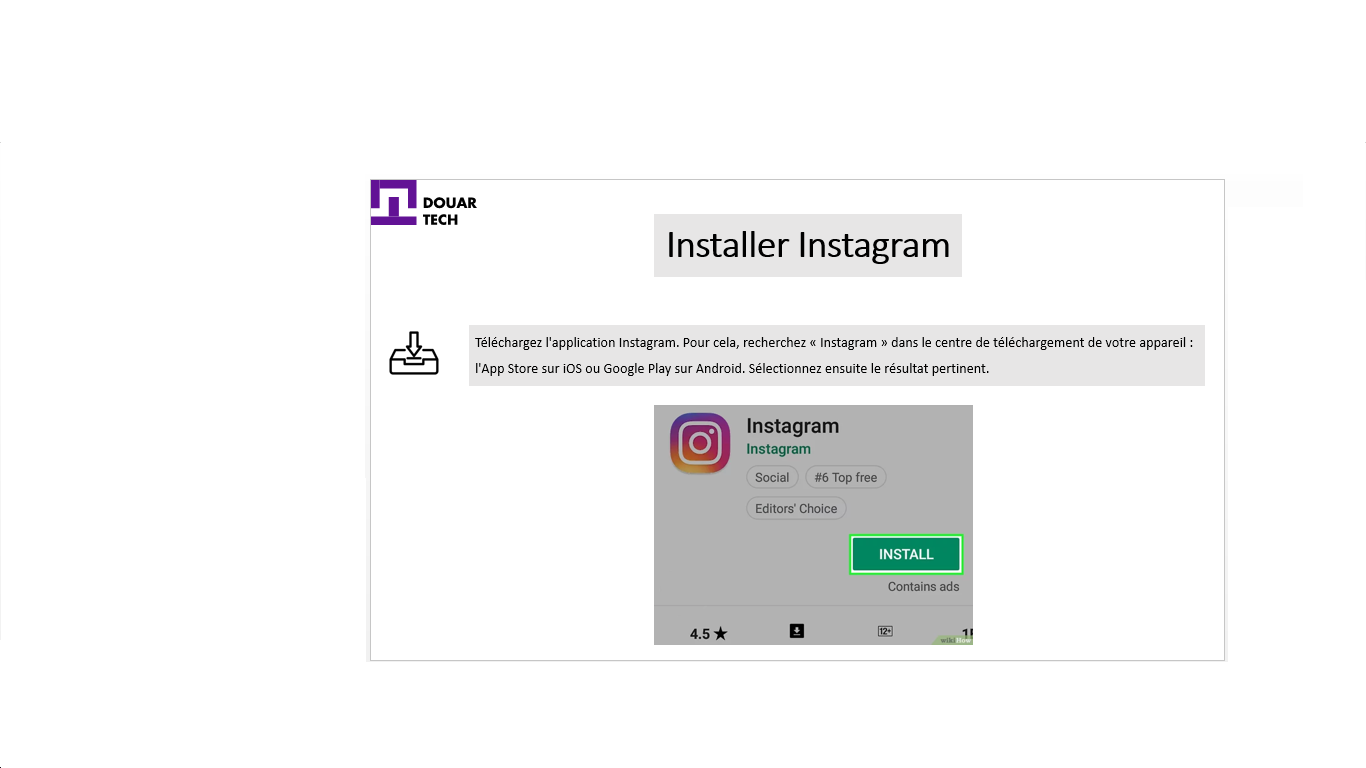 DOUAR
TECH
Installer Instagram
Téléchargez l'application Instagram. Pour cela, recherchez « Instagram » dans le centre de téléchargement de votre appareil :
l'App Store sur iOS ou Google Play sur Android. Sélectionnez ensuite le résultat pertinent.
Instagram
Instagram
Social
#6 Top free
Editors' Choice
INSTALL
Contains ads
4.5 ★
12+
wikiHow